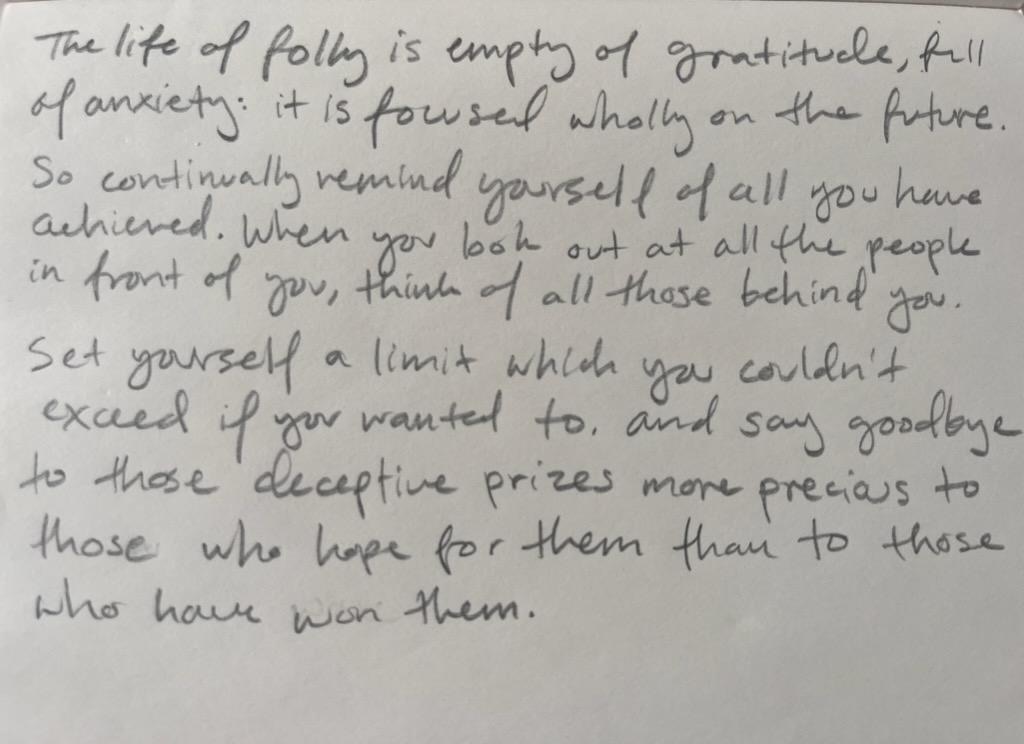 The life of folly is empty of gratitude, full
of anxiety: it is focused wholly on the future.
So continually remind yourself of all you have
achieved. When you look out at all the people
in front of you, think of all those behind you.
Set yourself a limit which you couldn't
exceed if you wanted to. and say goodbye
to those deceptive prizes more precious to
those who hope for them than to those
who have won them.